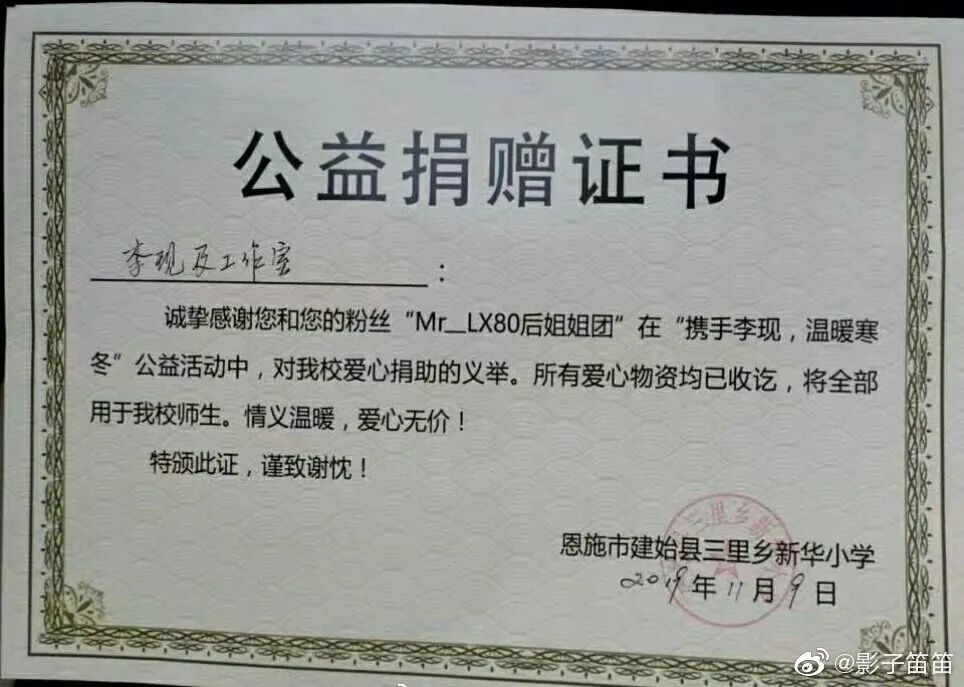 公益捐赠证书
李现及工作室：
诚挚感谢您和您的粉丝“Mr__LX80后姐姐团”在“携手李现，温暖寒
冬”公益活动中，对我校爱心捐助的义举。所有爱心物资均已收讫，将全部
用于我校师生。情义温暖，爱心无价！
特颁此证，谨致谢忱！
三里乡新
恩施市建始县三里乡新华小学
2019年11月9日
@影子笛笛